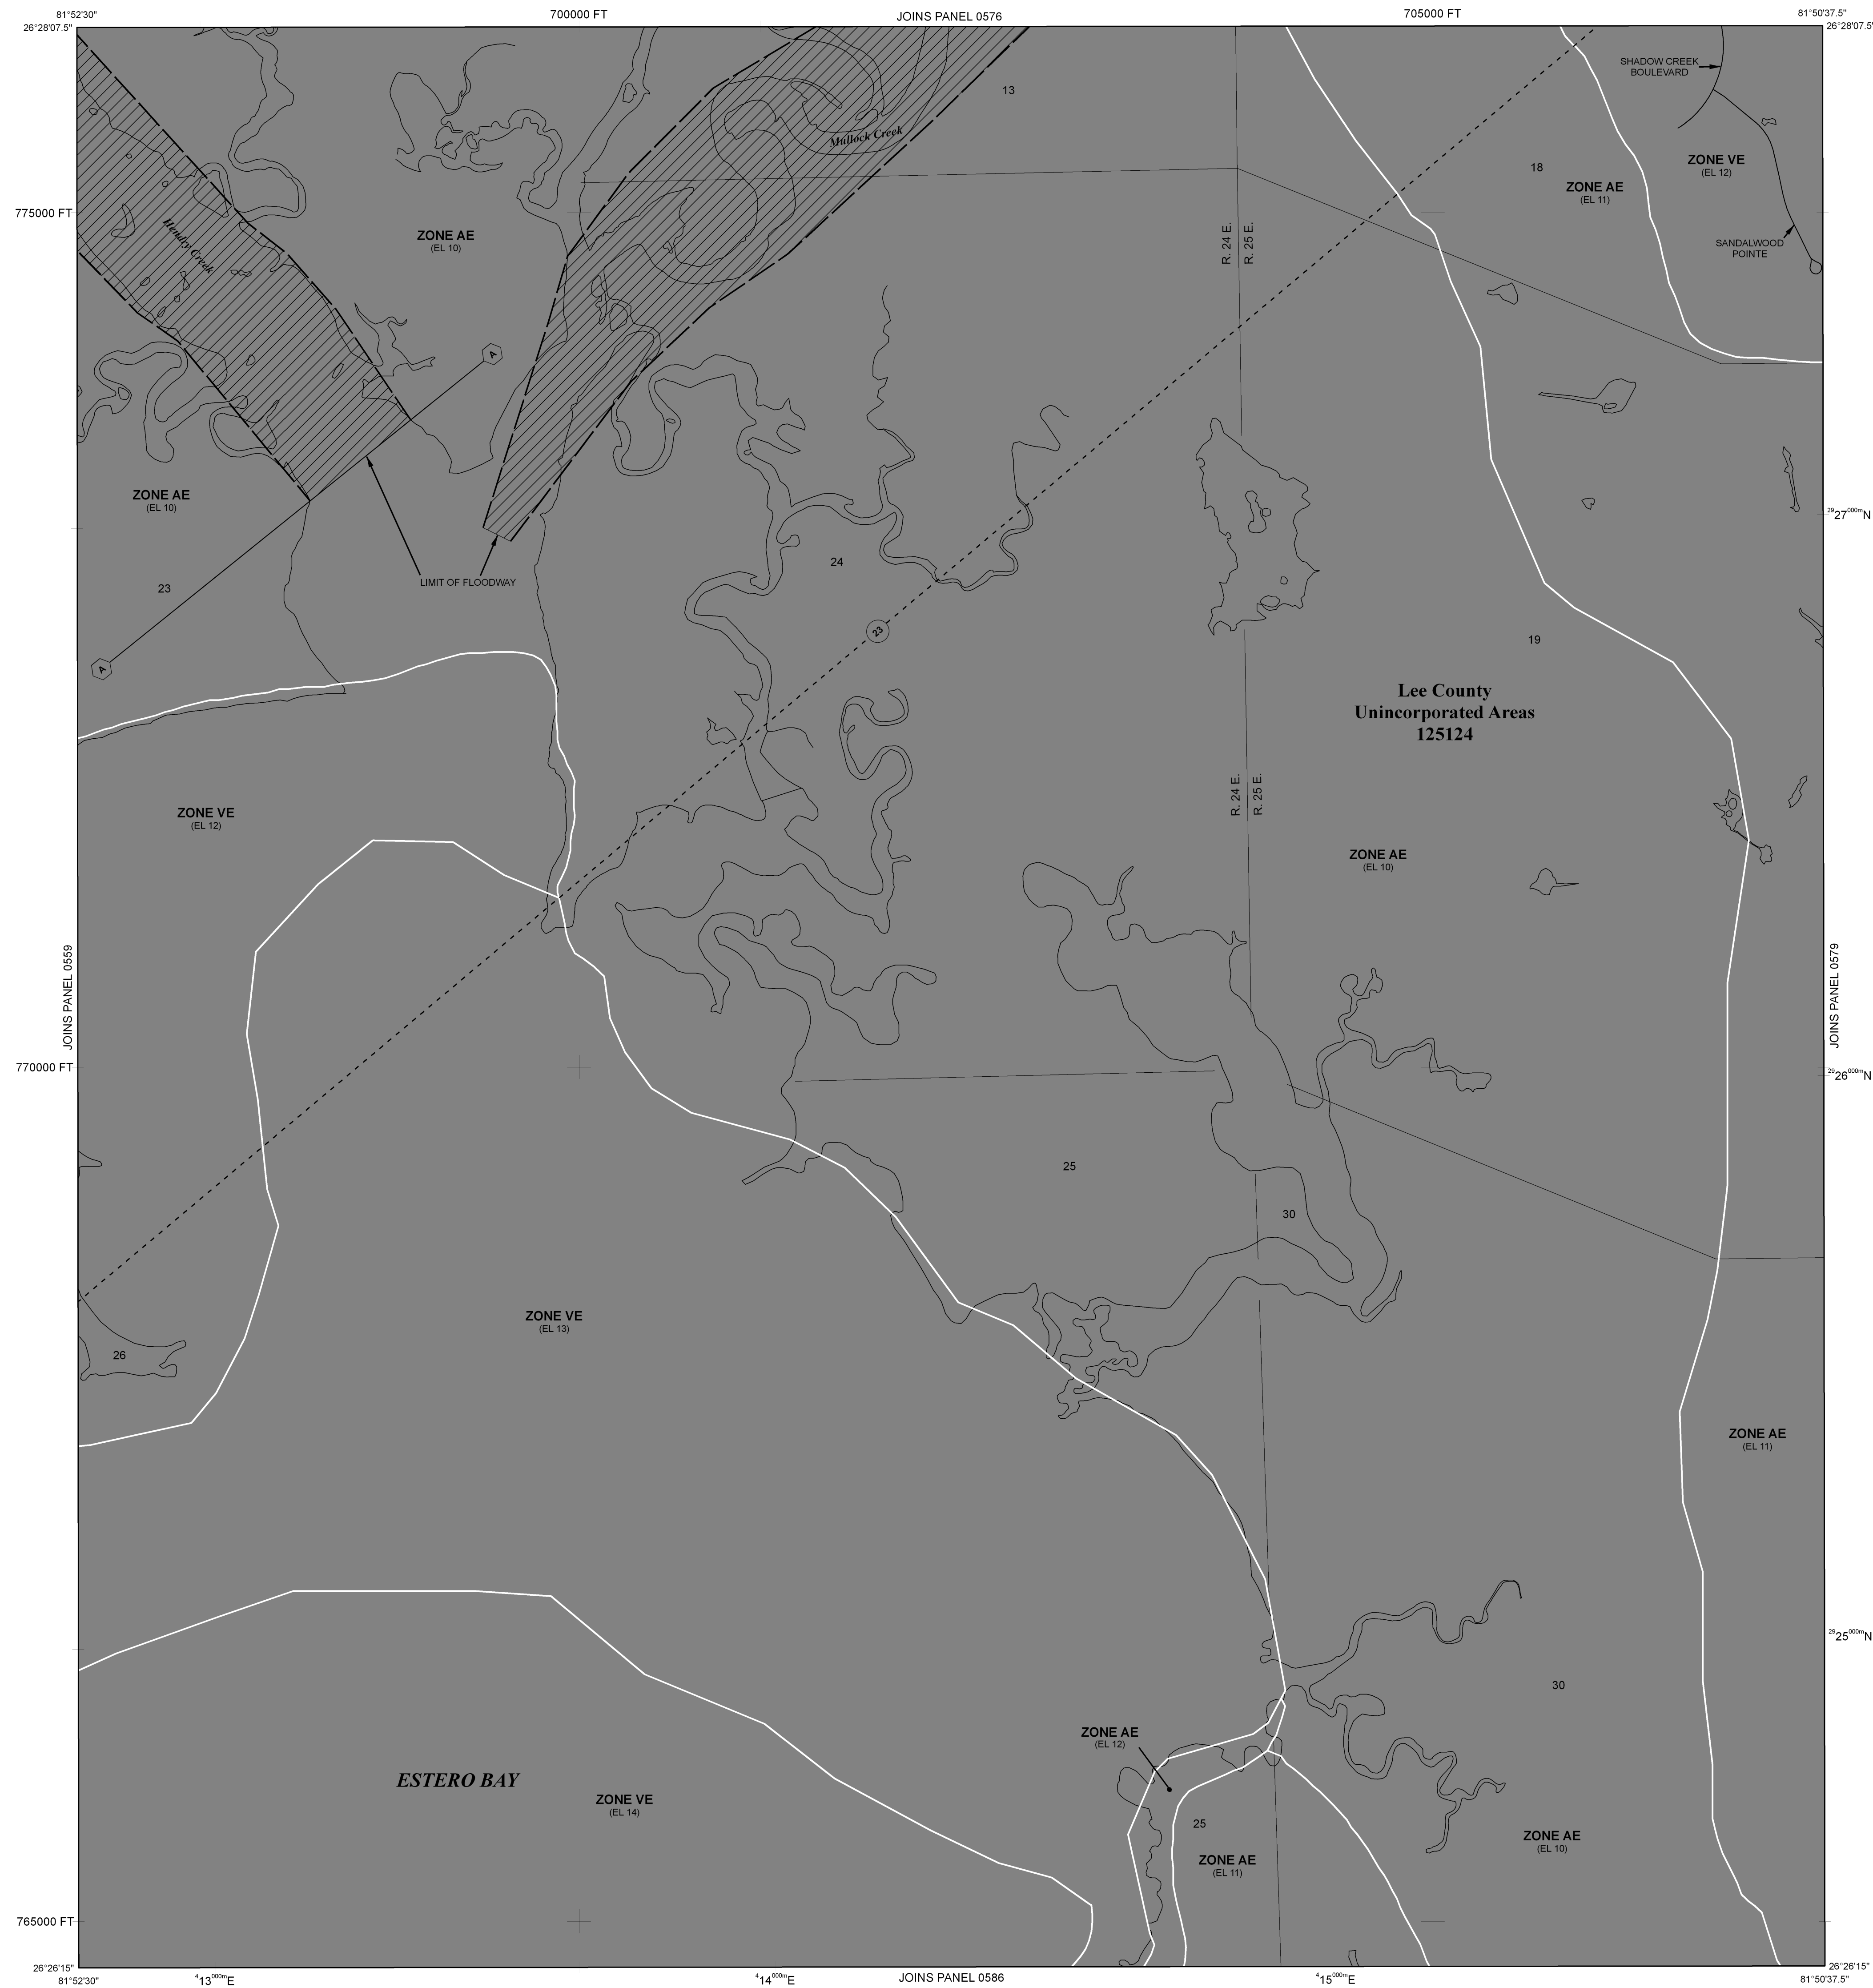 81°52'30"
700000 FT
JOINS PANEL 0576
705000 FT
81°50'37.5"
26°28'07.5"
26°28'07.5"
SHADOW CREEK
BOULEVARD
13
Mullock Creek
18
ZONE VE
(EL 12)
ZONE AE
(EL 11)
775000 FT
Hendry Creek
ZONE AE
(EL 10)
R. 24 E.
R. 25 E.
SANDALWOOD
POINTE
A
ZONE AE
(EL 10)
2927000mN
24
LIMIT OF FLOODWAY
23
23
19
A
Lee County
Unincorporated Areas
125124
R. 24 E.
R. 25 E.
ZONE VE
(EL 12)
ZONE AE
(EL 10)
JOINS PANEL 0559
JOINS PANEL 0579
770000 FT
2926000mN
25
30
ZONE VE
(EL 13)
26
ZONE AE
(EL 11)
2925000mN
30
ZONE AE
(EL 12)
ESTERO BAY
ZONE VE
(EL 14)
25
ZONE AE
(EL 10)
ZONE AE
(EL 11)
765000 FT
26°26'15"
26°26'15"
81°52'30"
413000mE
414000mE
JOINS PANEL 0586
415000mE
81°50'37.5"